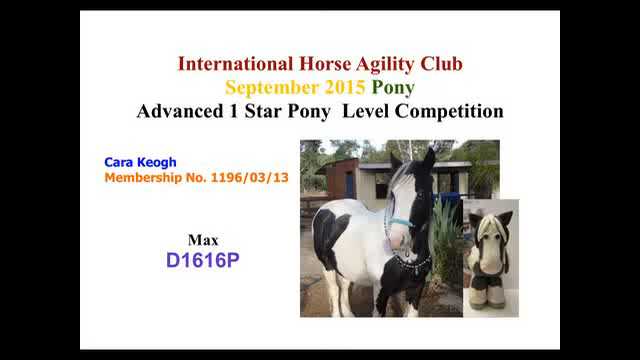 International Horse Agility Club
September 2015 Pony
Advanced 1 Star Pony Level Competition
Cara Keogh
Membership No. 1196/03/13
Max
D1616P